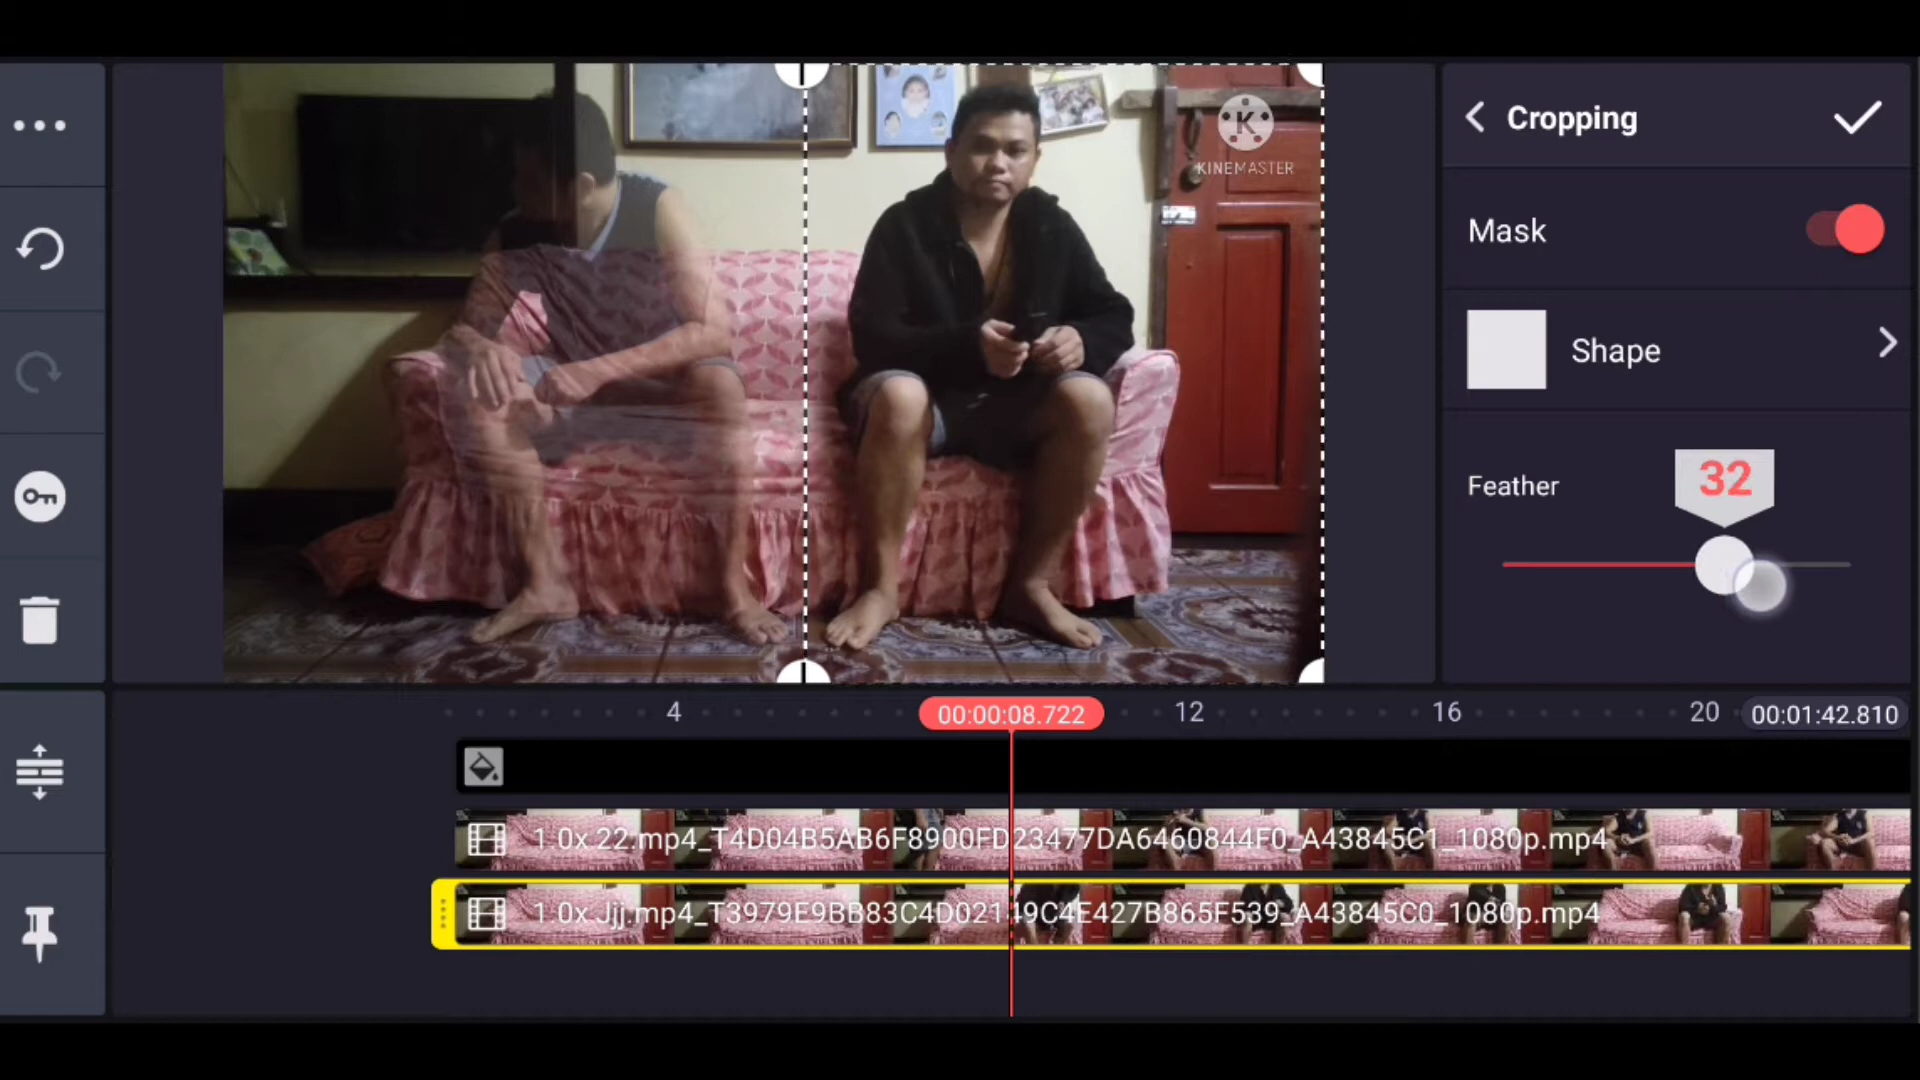 Cropping
K
KINEMASTER
Mask
Shape
32
Feather
4
00:00:08.722
12
16
20
00:01:42.810
1.0x.22.mp4_T4D04B5AB6F8900FD23477DA6460844F0_A43845C1_1080p.mp4
1.0x.Jjj.mp4_T3979E9BB83C4D02149C4E427B865F539_A43845C0_1080p.mp4